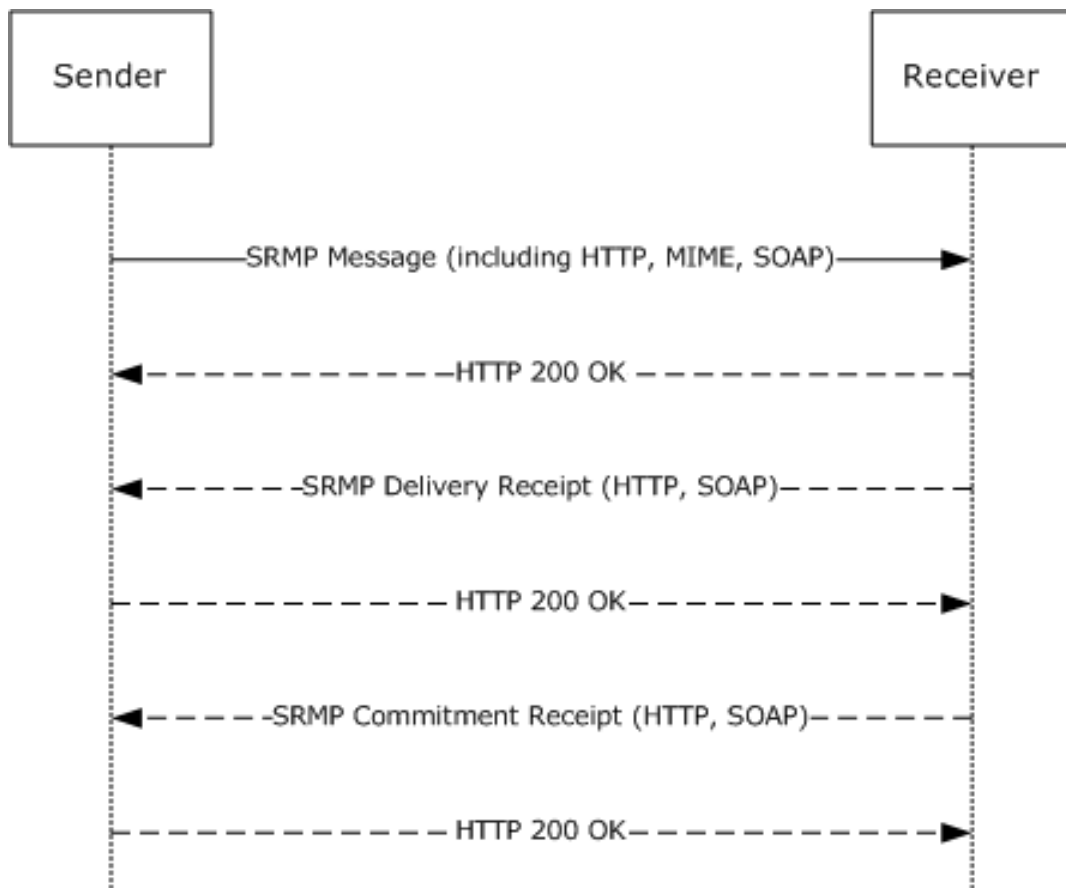 Sender
Receiver
SRMP Message (including HTTP, MIME, SOAP)
HTTP 200 OK
SRMP Delivery Receipt (HTTP, SOAP)
HTTP 200 OK
SRMP Commitment Receipt (HTTP, SOAP)
HTTP 200 OK